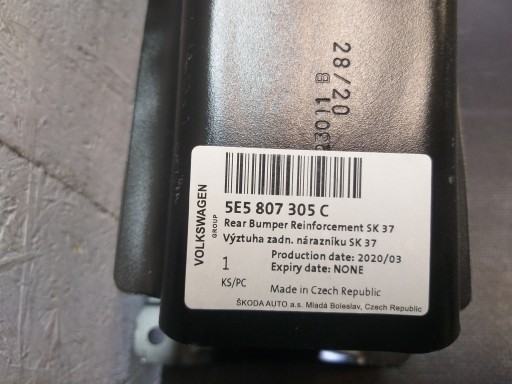 28/20
3011 B
VOLKSWAGEN
GROUP
5E5 807 305 C
Rear Bumper Reinforcement SK 37
Výztuha zadn. nárazníku SK 37
Production date: 2020/03
1
Expiry date: NONE
KS/PC
Made in Czech Republic
ŠKODA AUTO a.s. Mladá Boleslav, Czech Republic